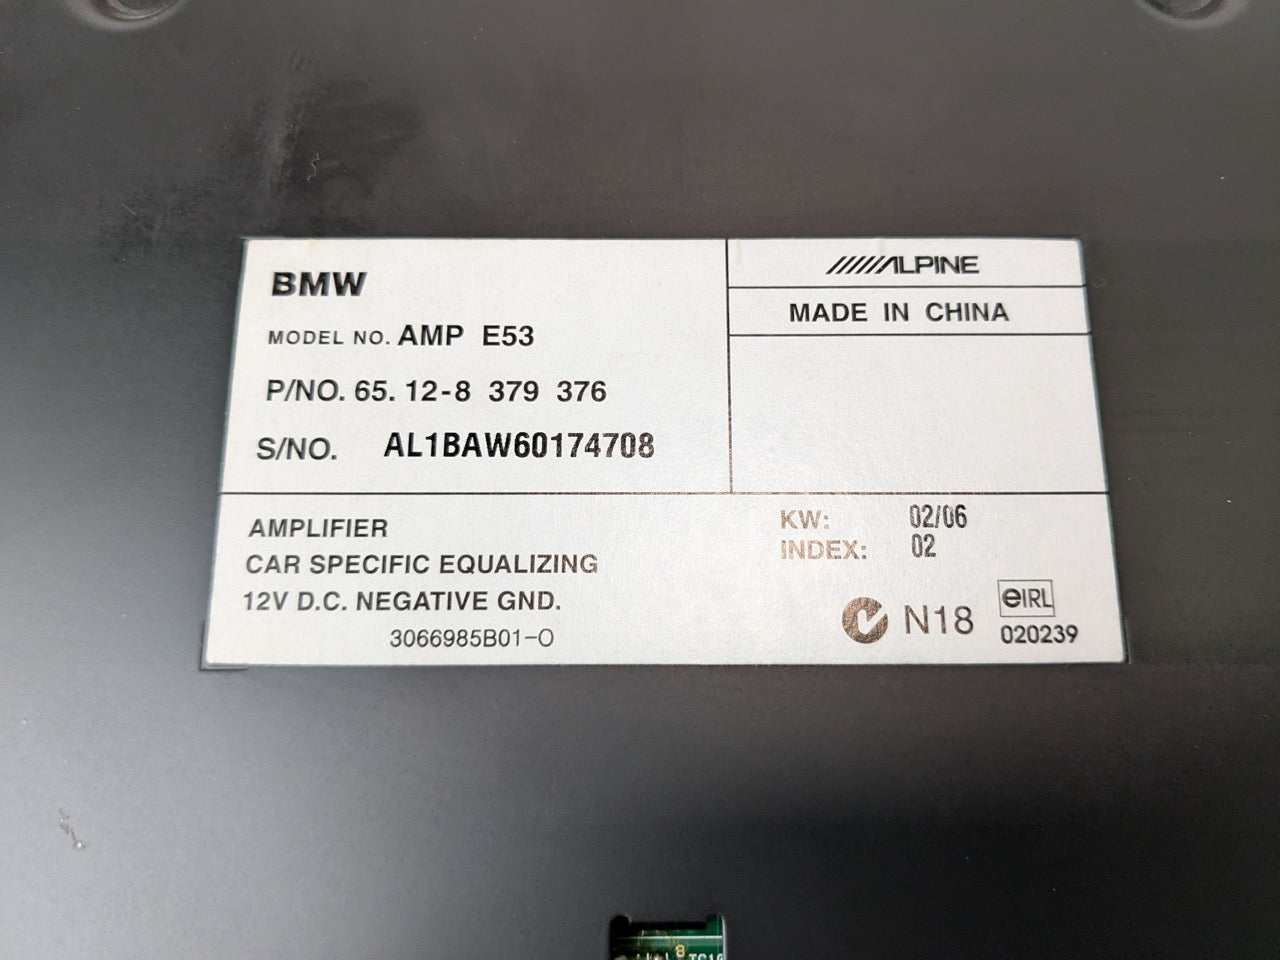 BMW
MODEL NO. AMP E53
P/NO. 65. 12-8 379 376
S/NO. AL1BAW60174708
ALPINE
MADE IN CHINA
AMPLIFIER
CAR SPECIFIC EQUALIZING
12V D.C. NEGATIVE GND.
3066985B01-O
KW: 02/06
INDEX: 02
N18
eIRL
020239
8